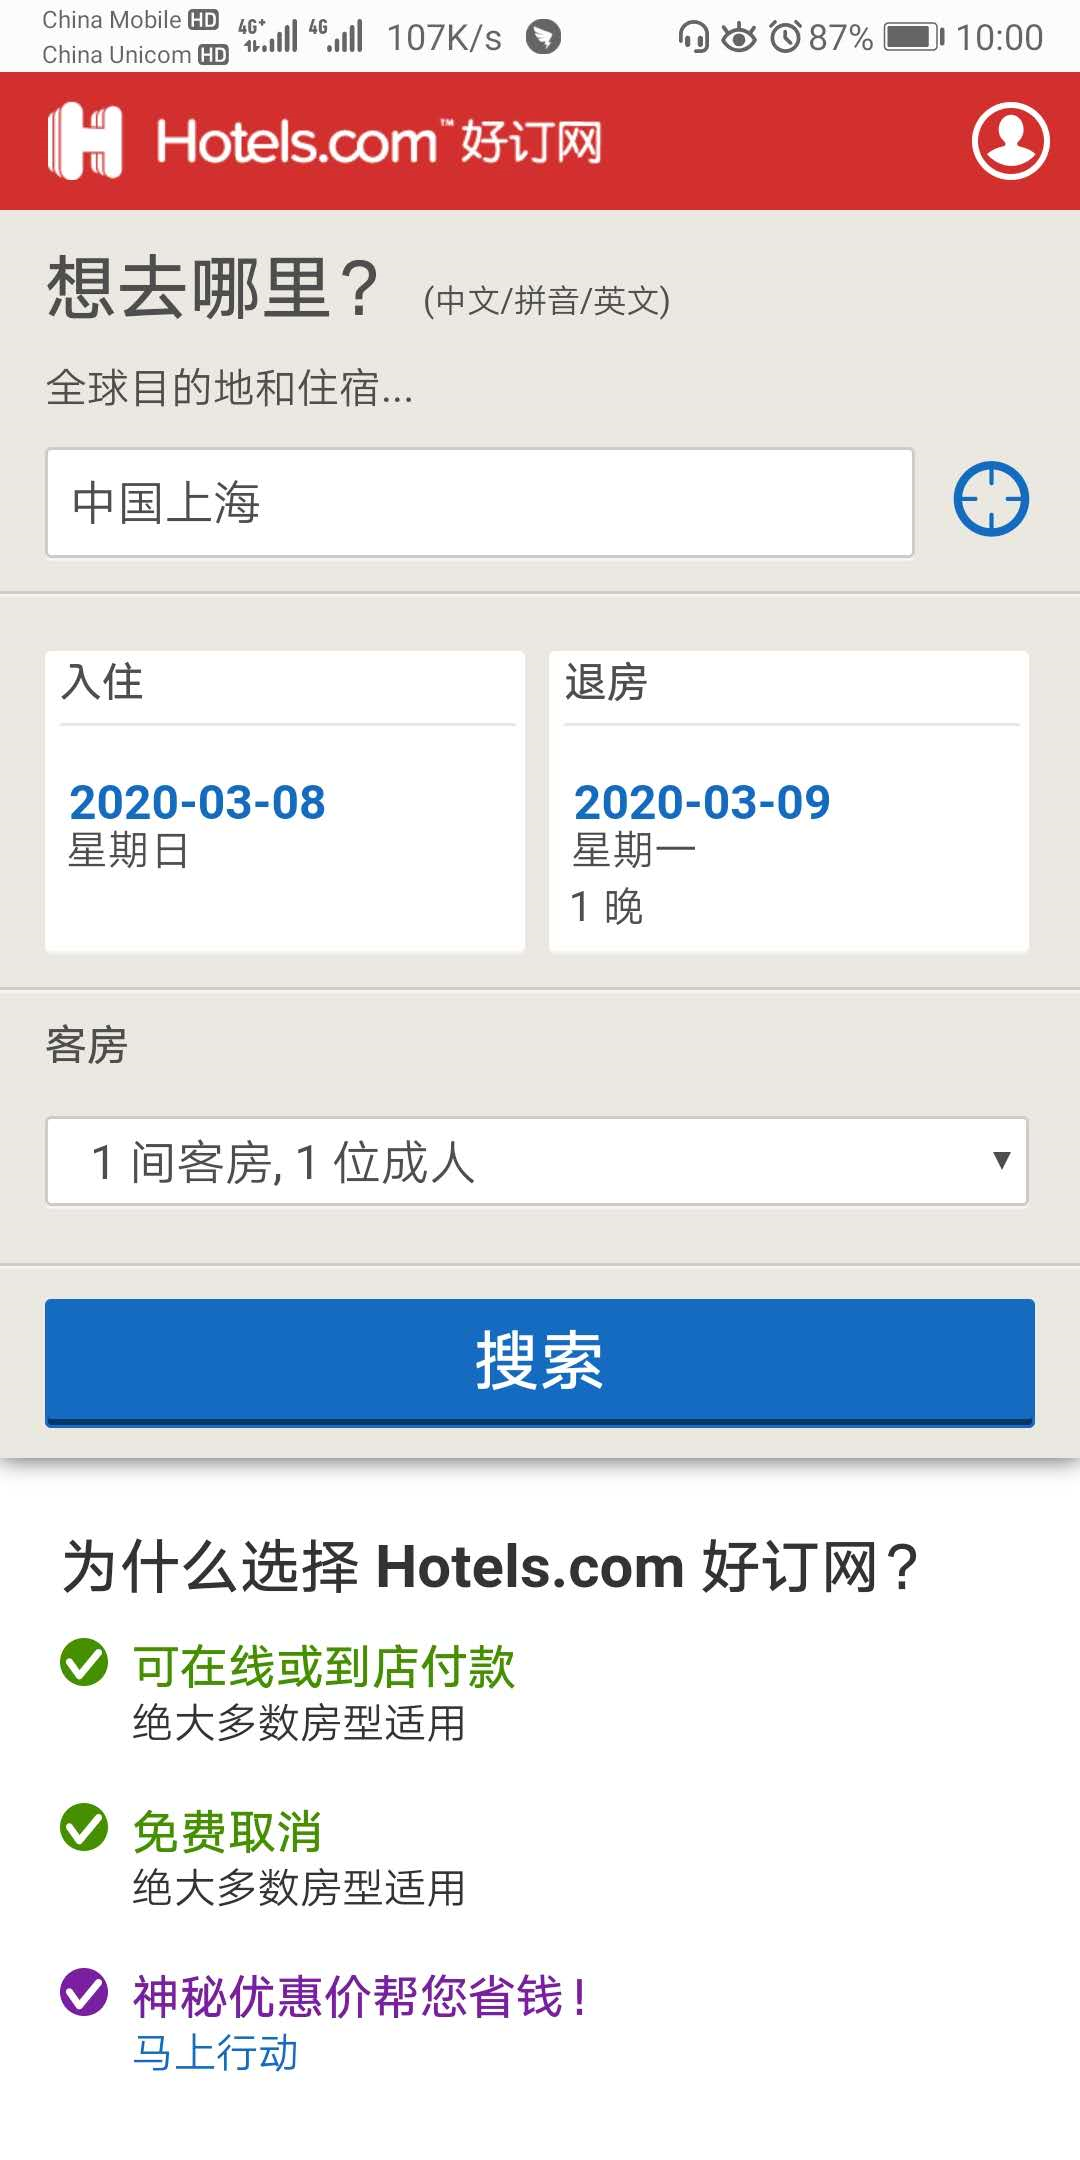 China Mobile HD
China Unicom HD
4G+ 4G 107K/s 87% 10:00
Hotels.com™ 好订网
想去哪里？ (中文/拼音/英文)
全球目的地和住宿...
中国上海
入住
2020-03-08
星期日
退房
2020-03-09
星期一
1 晚
客房
1 间客房, 1 位成人
搜索
为什么选择 Hotels.com 好订网？
可在线或到店付款
绝大多数房型适用
免费取消
绝大多数房型适用
神秘优惠价帮您省钱！
马上行动